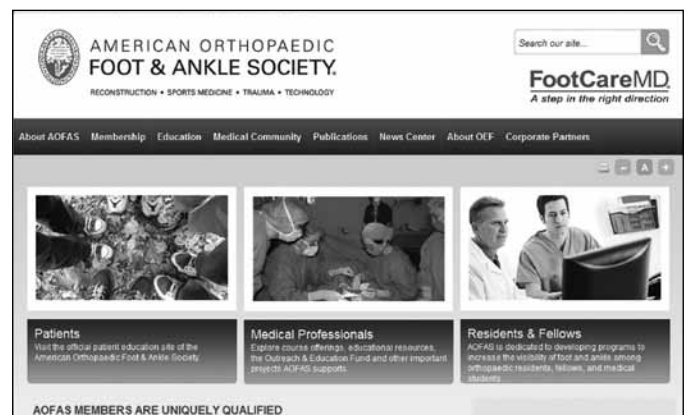 AMERICAN ORTHOPAEDIC
FOOT & ANKLE SOCIETY®
RECONSTRUCTION • SPORTS MEDICINE • TRAUMA • TECHNOLOGY
Search our site...
FootCareMD®
A step in the right direction
About AOFAS Membership Education Medical Community Publications News Center About OEF Corporate Partners
- A +
Patients
Visit the official patient education site of the
American Orthopaedic Foot & Ankle Society.
Medical Professionals
Explore course offerings, educational resources,
the Outreach & Education Fund and other important
projects AOFAS supports.
Residents & Fellows
AOFAS is dedicated to developing programs to
increase the visibility of foot and ankle among
orthopaedic residents, fellows, and medical
students.
AOFAS MEMBERS ARE UNIQUELY QUALIFIED